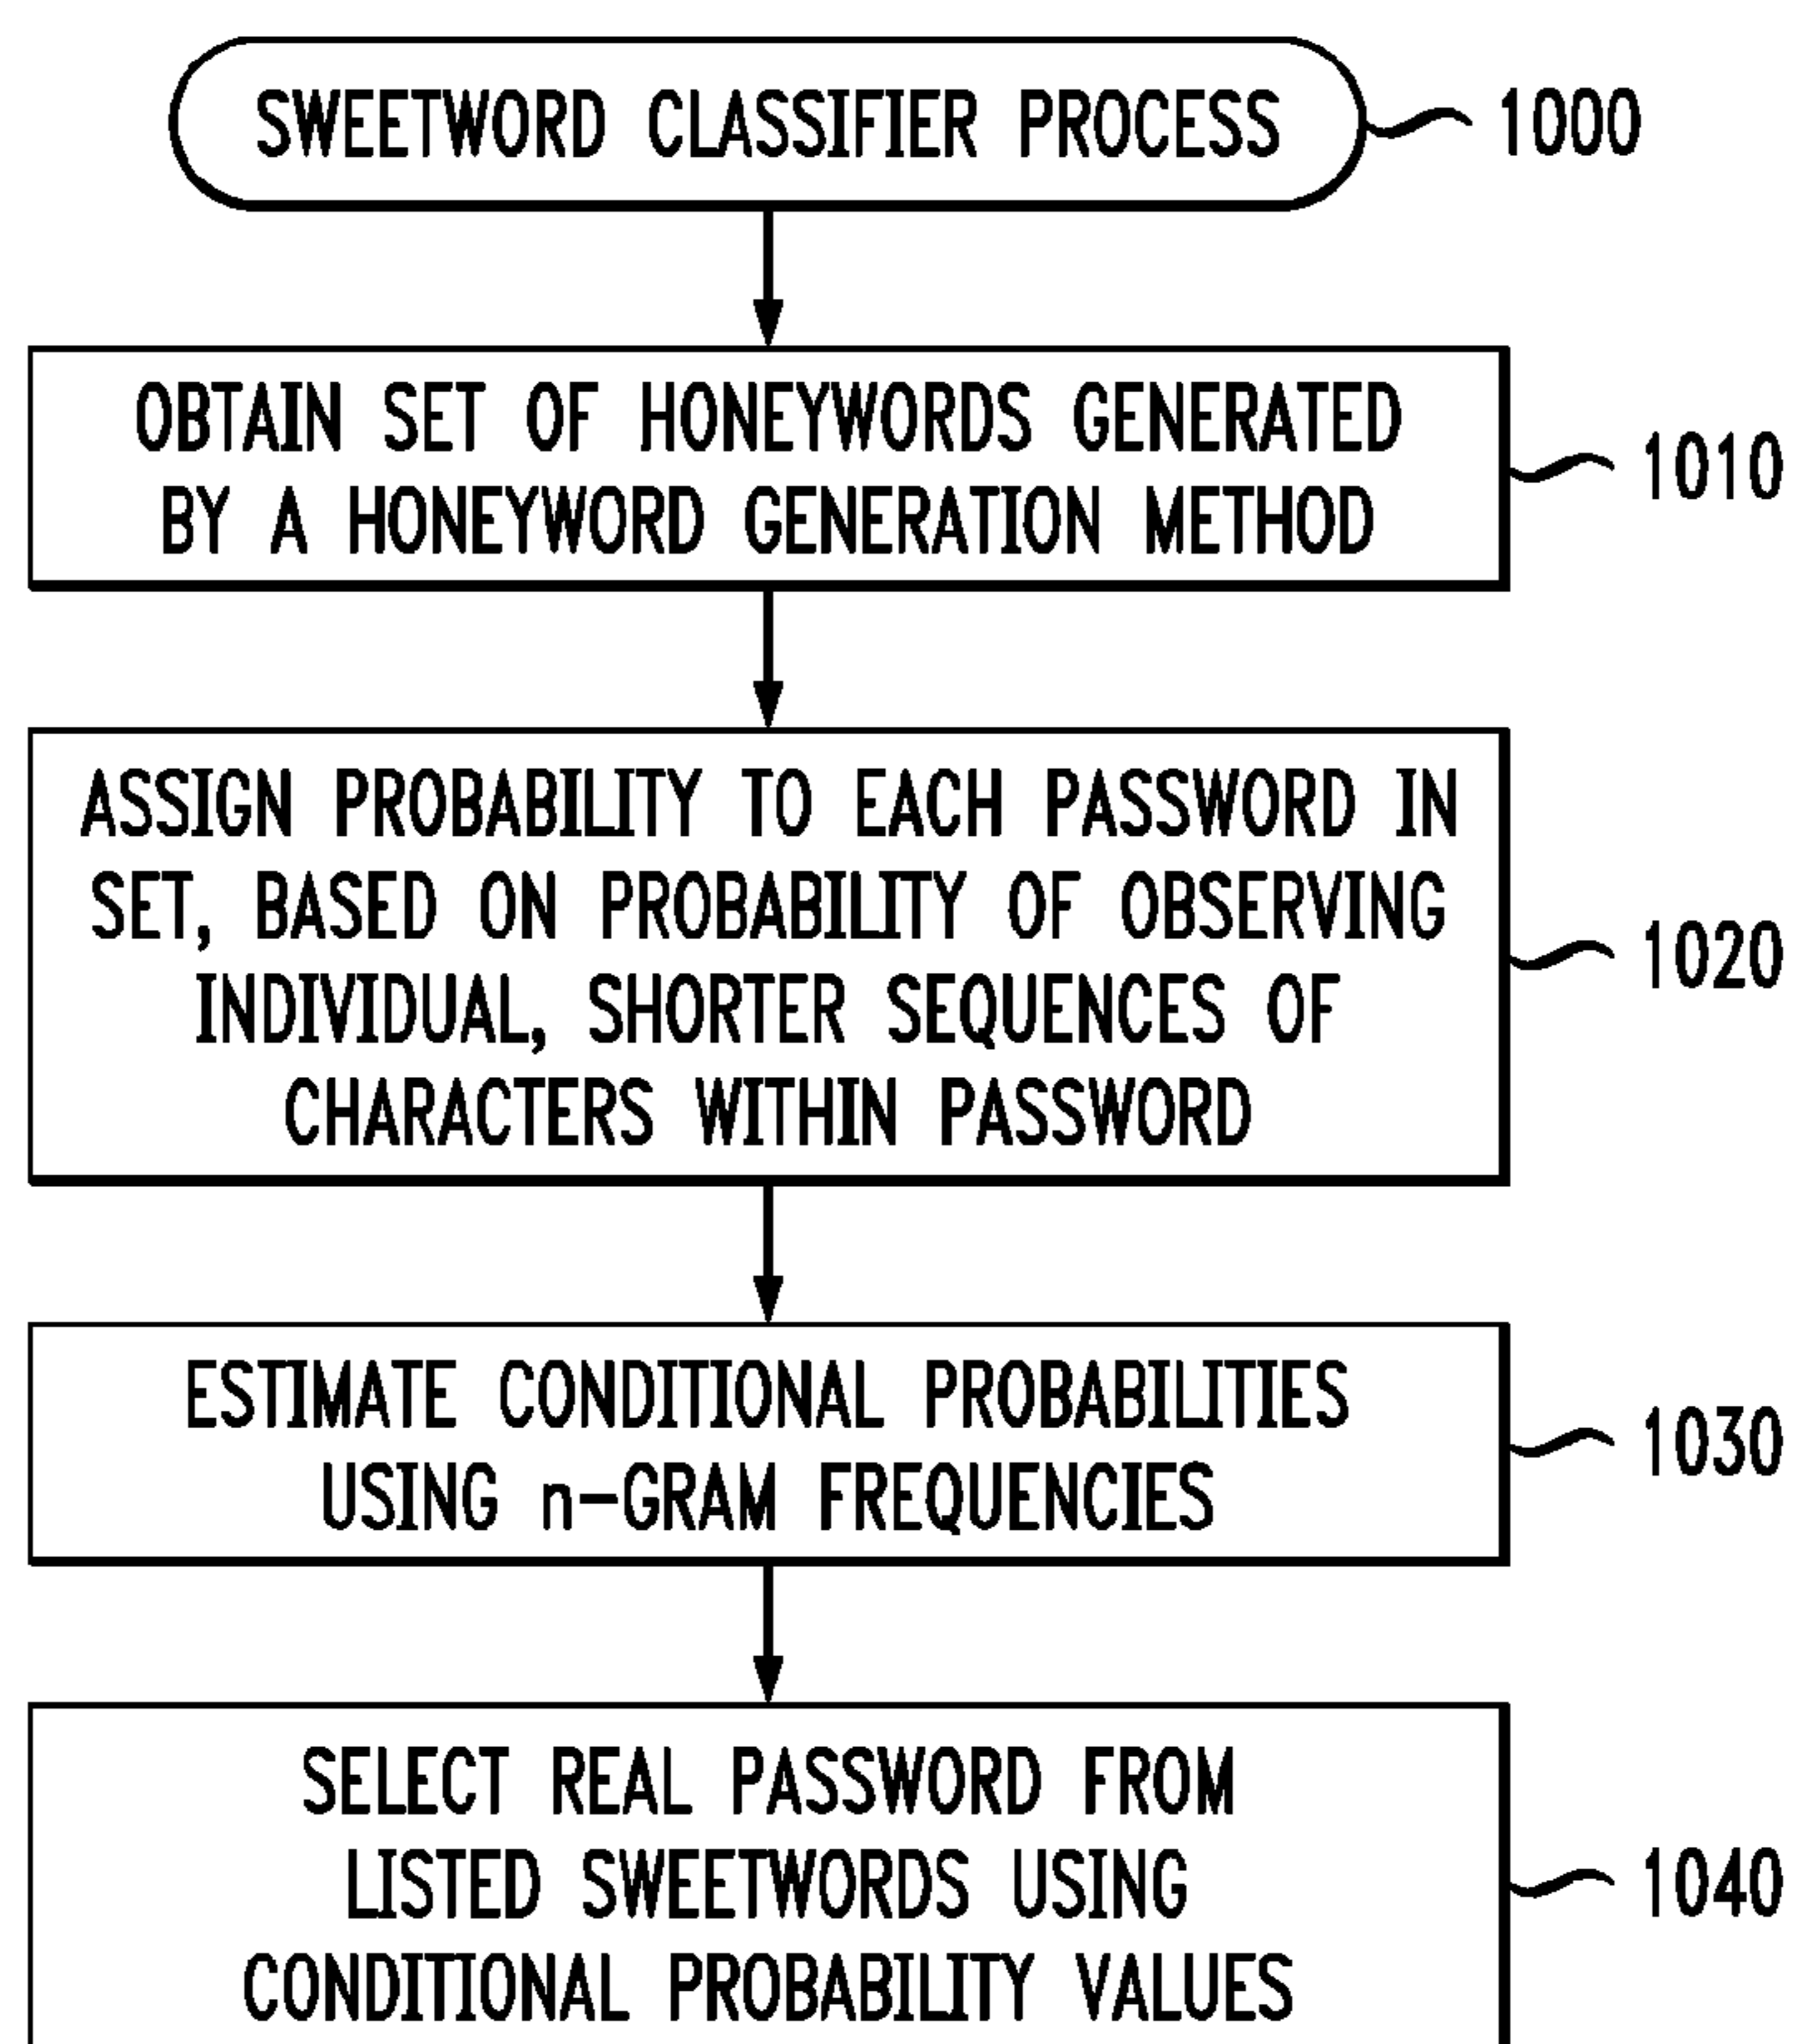 SWEETWORD CLASSIFIER PROCESS
1000
OBTAIN SET OF HONEYWORDS GENERATED
BY A HONEYWORD GENERATION METHOD
1010
ASSIGN PROBABILITY TO EACH PASSWORD IN
SET, BASED ON PROBABILITY OF OBSERVING
INDIVIDUAL, SHORTER SEQUENCES OF
CHARACTERS WITHIN PASSWORD
1020
ESTIMATE CONDITIONAL PROBABILITIES
USING n-GRAM FREQUENCIES
1030
SELECT REAL PASSWORD FROM
LISTED SWEETWORDS USING
CONDITIONAL PROBABILITY VALUES
1040